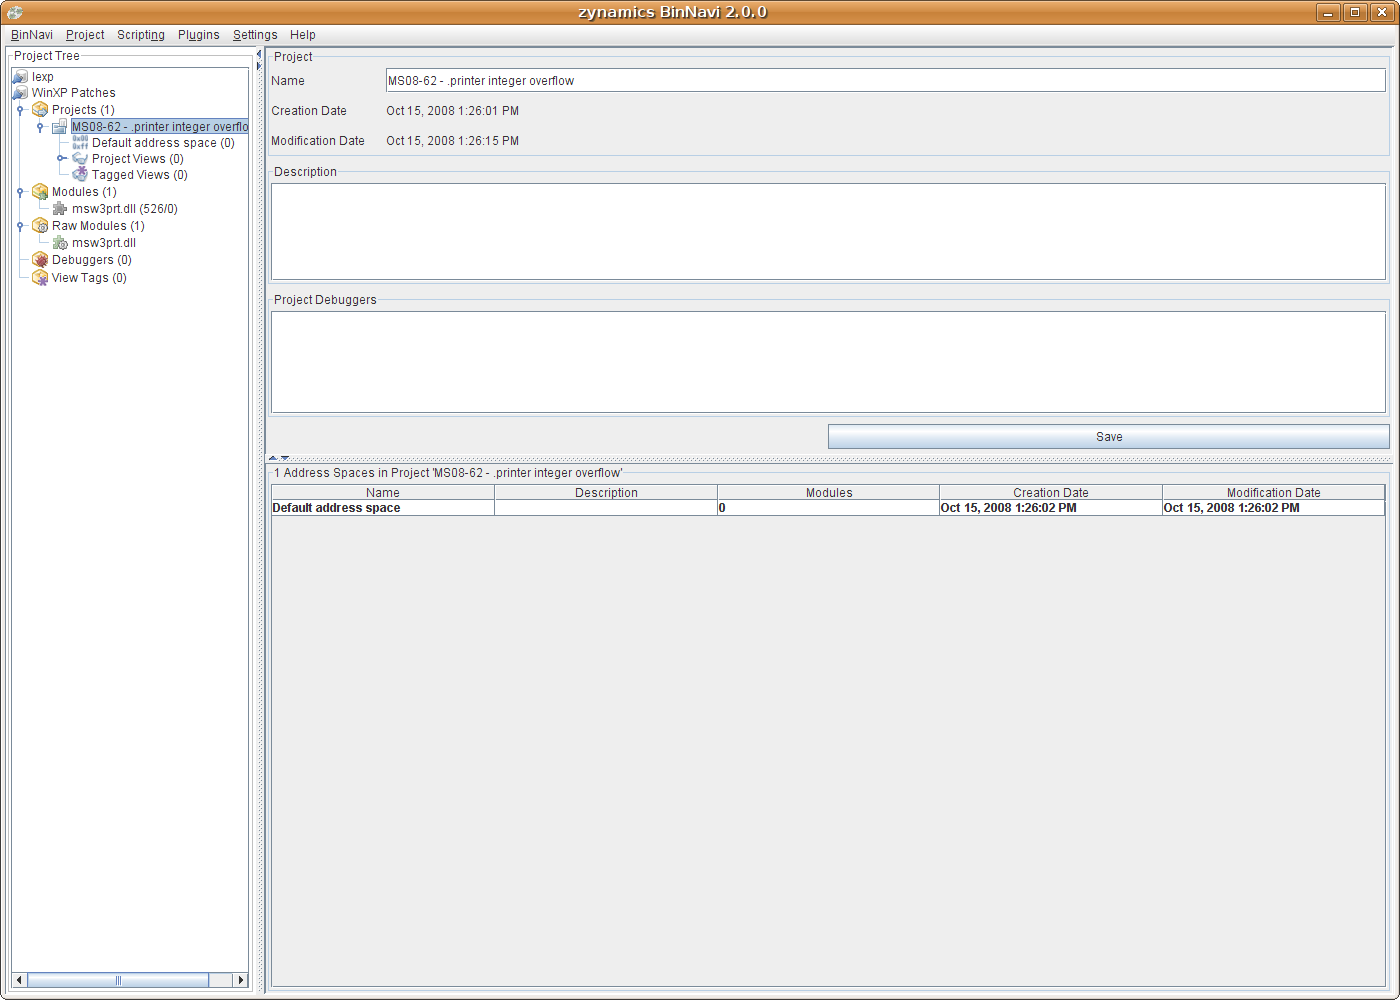 zynamics BinNavi 2.0.0
BinNavi Project Scripting Plugins Settings Help
Project Tree
Iexp
WinXP Patches
Projects (1)
MS08-62 - .printer integer overflo
Default address space (0)
Project Views (0)
Tagged Views (0)
Modules (1)
msw3prt.dll (526/0)
Raw Modules (1)
msw3prt.dll
Debuggers (0)
View Tags (0)
Project
Name MS08-62 - .printer integer overflow
Creation Date Oct 15, 2008 1:26:01 PM
Modification Date Oct 15, 2008 1:26:15 PM
Description
Project Debuggers
Save
1 Address Spaces in Project 'MS08-62 - .printer integer overflow'
Name Description Modules Creation Date Modification Date
Default address space 0 Oct 15, 2008 1:26:02 PM Oct 15, 2008 1:26:02 PM